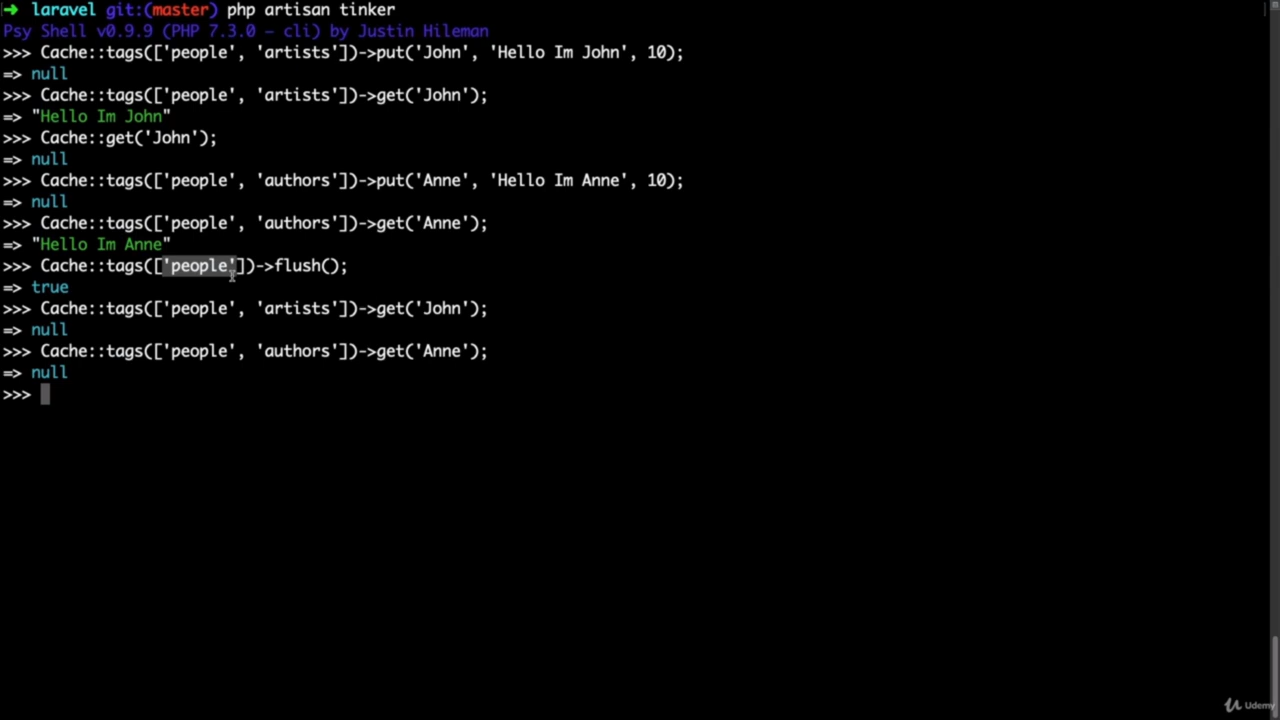 ➜ laravel git:(master) php artisan tinker
Psy Shell v0.9.9 (PHP 7.3.0 — cli) by Justin Hileman
>>> Cache::tags(['people', 'artists'])->put('John', 'Hello Im John', 10);
=> null
>>> Cache::tags(['people', 'artists'])->get('John');
=> "Hello Im John"
>>> Cache::get('John');
=> null
>>> Cache::tags(['people', 'authors'])->put('Anne', 'Hello Im Anne', 10);
=> null
>>> Cache::tags(['people', 'authors'])->get('Anne');
=> "Hello Im Anne"
>>> Cache::tags(['people'])->flush();
=> true
>>> Cache::tags(['people', 'artists'])->get('John');
=> null
>>> Cache::tags(['people', 'authors'])->get('Anne');
=> null
>>>
Udemy